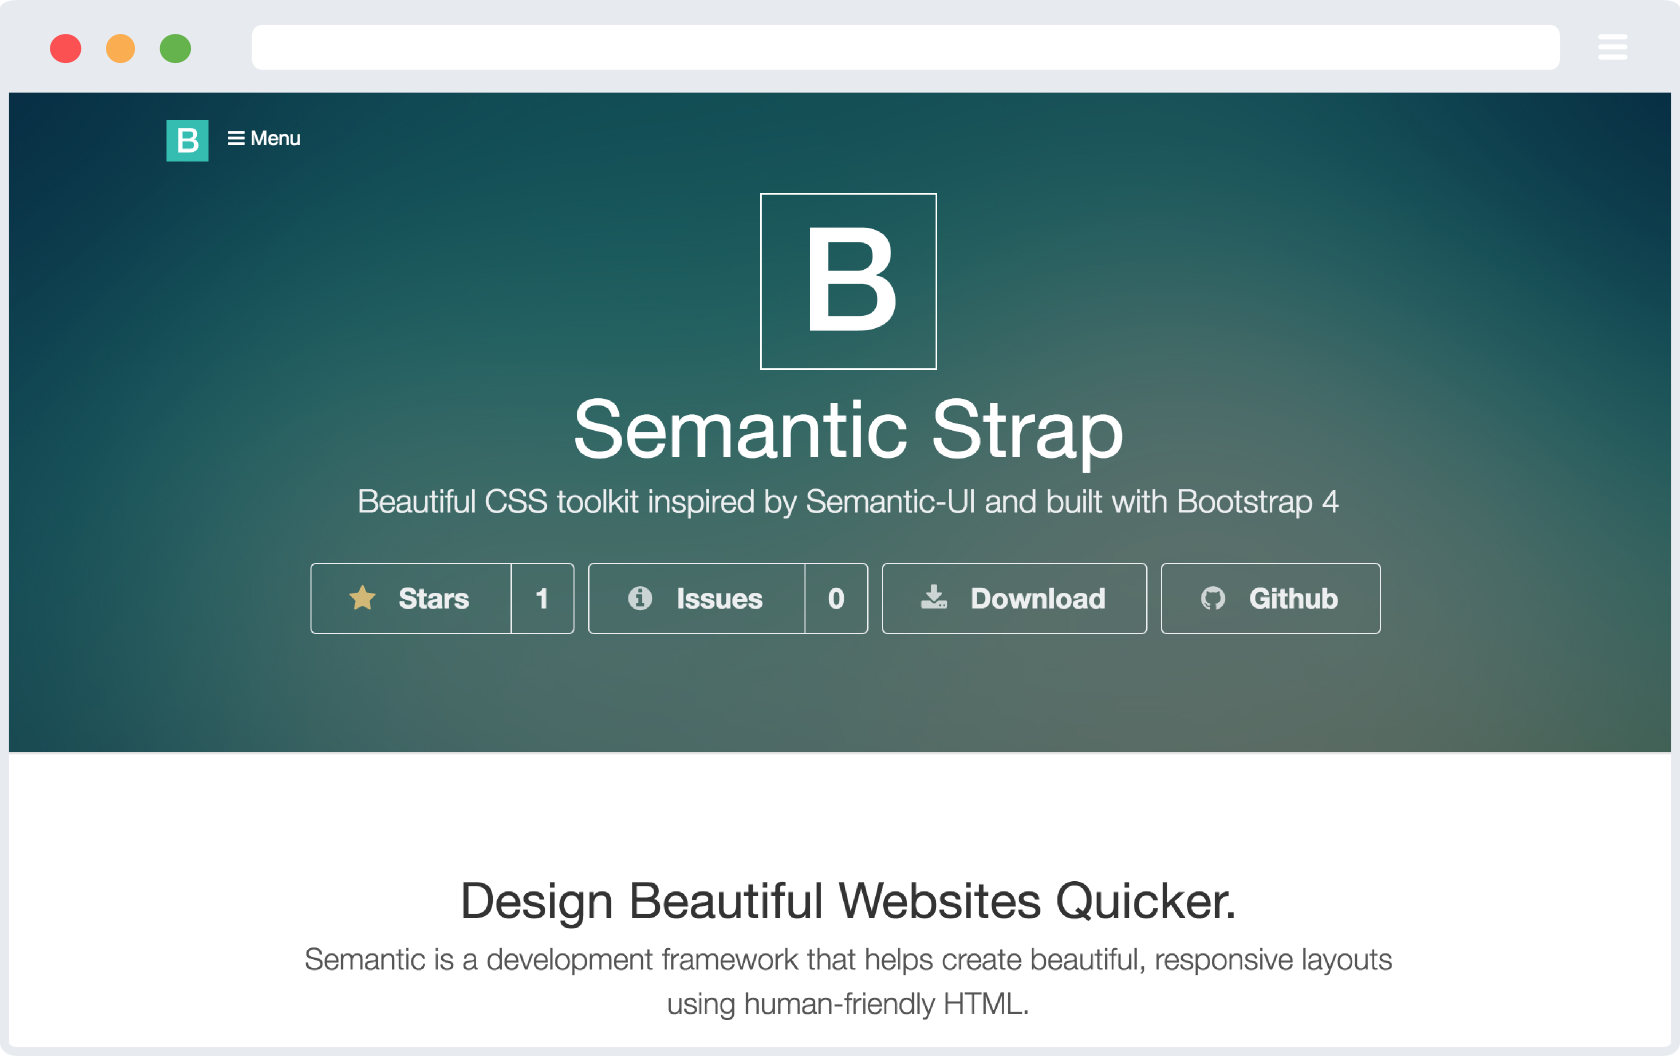 B Menu
B
Semantic Strap
Beautiful CSS toolkit inspired by Semantic-UI and built with Bootstrap 4
Stars 1 Issues 0 Download Github
Design Beautiful Websites Quicker.
Semantic is a development framework that helps create beautiful, responsive layouts
using human-friendly HTML.